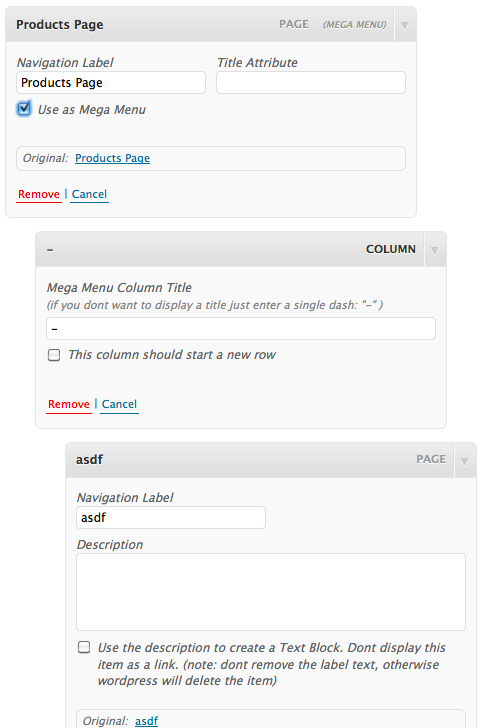 Products Page PAGE (MEGA MENU)
Navigation Label Title Attribute
Products Page
Use as Mega Menu
Original: Products Page
Remove | Cancel
– COLUMN
Mega Menu Column Title
(if you dont want to display a title just enter a single dash: "-" )
–
This column should start a new row
Remove | Cancel
asdf PAGE
Navigation Label
asdf
Description
Use the description to create a Text Block. Dont display this
item as a link. (note: dont remove the label text, otherwise
wordpress will delete the item)
Original: asdf